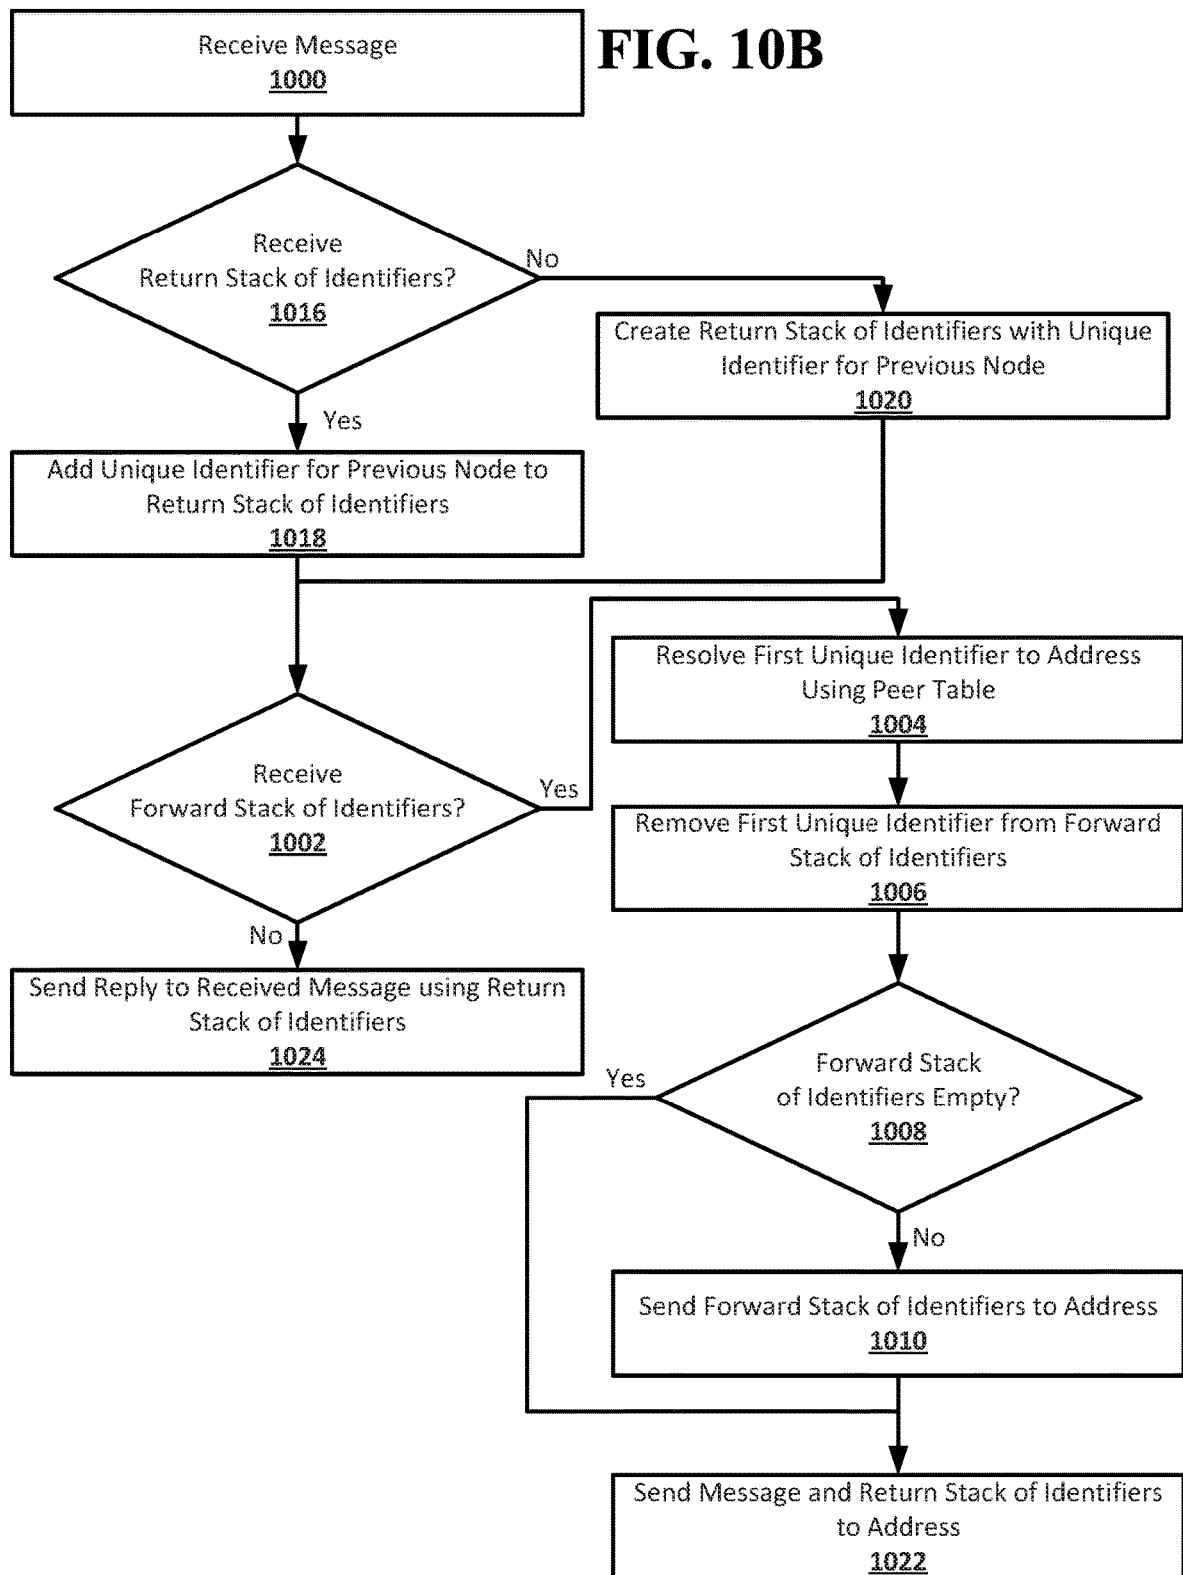 Receive Message
1000
FIG. 10B
Receive
Return Stack of Identifiers?
1016
No
Create Return Stack of Identifiers with Unique
Identifier for Previous Node
1020
Yes
Add Unique Identifier for Previous Node to
Return Stack of Identifiers
1018
Resolve First Unique Identifier to Address
Using Peer Table
1004
Receive
Forward Stack of Identifiers?
1002
Yes
Remove First Unique Identifier from Forward
Stack of Identifiers
1006
No
Send Reply to Received Message using Return
Stack of Identifiers
1024
Forward Stack
of Identifiers Empty?
1008
Yes
No
Send Forward Stack of Identifiers to Address
1010
Send Message and Return Stack of Identifiers
to Address
1022